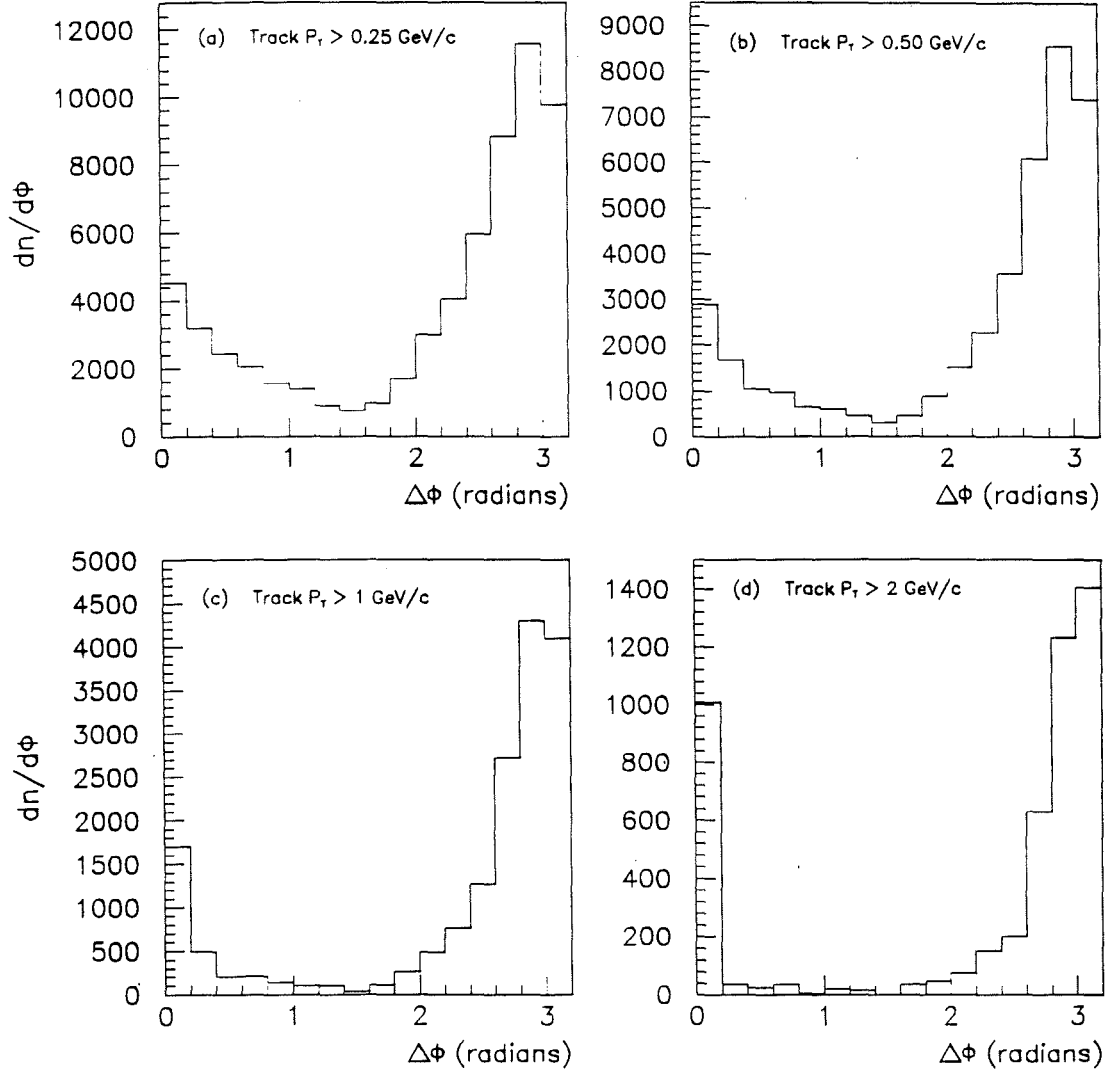 (a) Track P_T > 0.25 GeV/c
dn/dΦ
12000
10000
8000
6000
4000
2000
0
0 1 2 3
ΔΦ (radians)
(b) Track P_T > 0.50 GeV/c
9000
8000
7000
6000
5000
4000
3000
2000
1000
0
0 1 2 3
ΔΦ (radians)
(c) Track P_T > 1 GeV/c
dn/dΦ
5000
4500
4000
3500
3000
2500
2000
1500
1000
500
0
0 1 2 3
ΔΦ (radians)
(d) Track P_T > 2 GeV/c
1400
1200
1000
800
600
400
200
0
0 1 2 3
ΔΦ (radians)